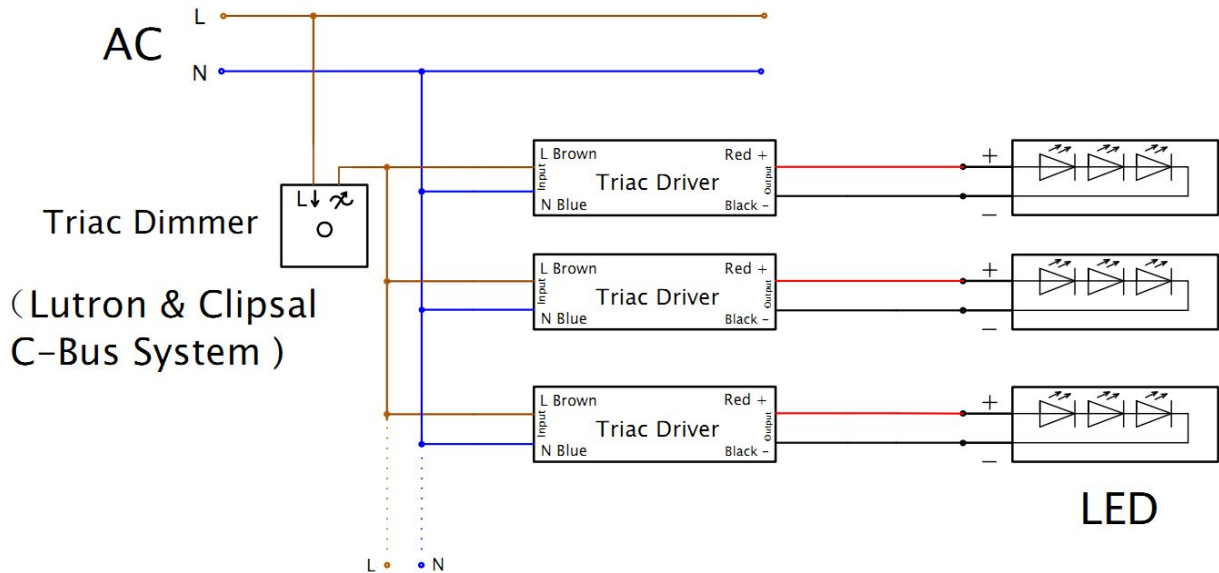 L
AC
N
L Brown
Red +
Input
Triac Driver
Output
N Blue
Black -
+
–
L
Triac Dimmer
(Lutron & Clipsal
C-Bus System )
L Brown
Red +
Input
Triac Driver
Output
N Blue
Black -
+
–
L Brown
Red +
Input
Triac Driver
Output
N Blue
Black -
+
–
LED
L
N